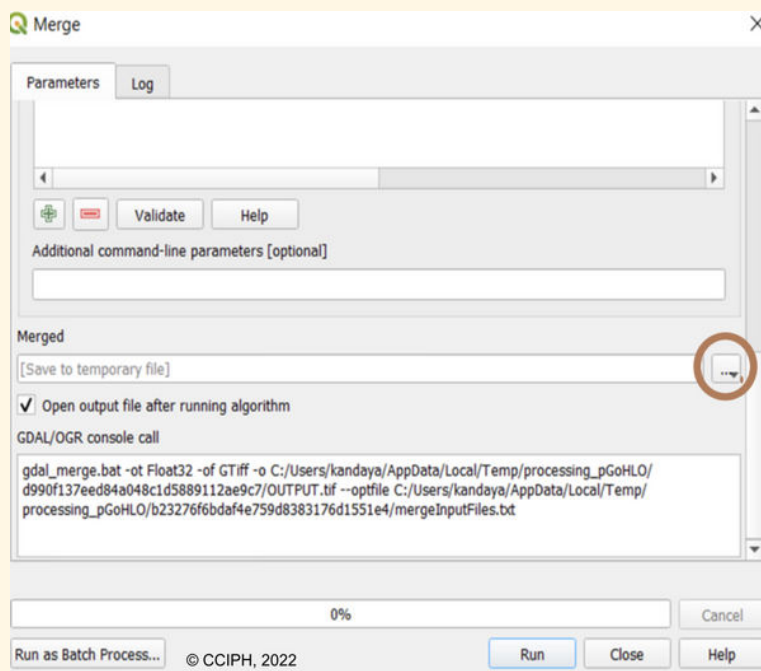 Merge
Parameters Log
Validate Help
Additional command-line parameters [optional]
Merged
[Save to temporary file]
...
Open output file after running algorithm
GDAL/OGR console call
gdal_merge.bat -ot Float32 -of GTiff -o C:/Users/kandaya/AppData/Local/Temp/processing_pGoHLO/
d990f137eed84a048c1d5889112ae9c7/OUTPUT.tif --optfile C:/Users/kandaya/AppData/Local/Temp/
processing_pGoHLO/b23276f6bdaf4e759d8383176d1551e4/mergeInputFiles.txt
0% Cancel
Run as Batch Process... © CCIPH, 2022 Run Close Help